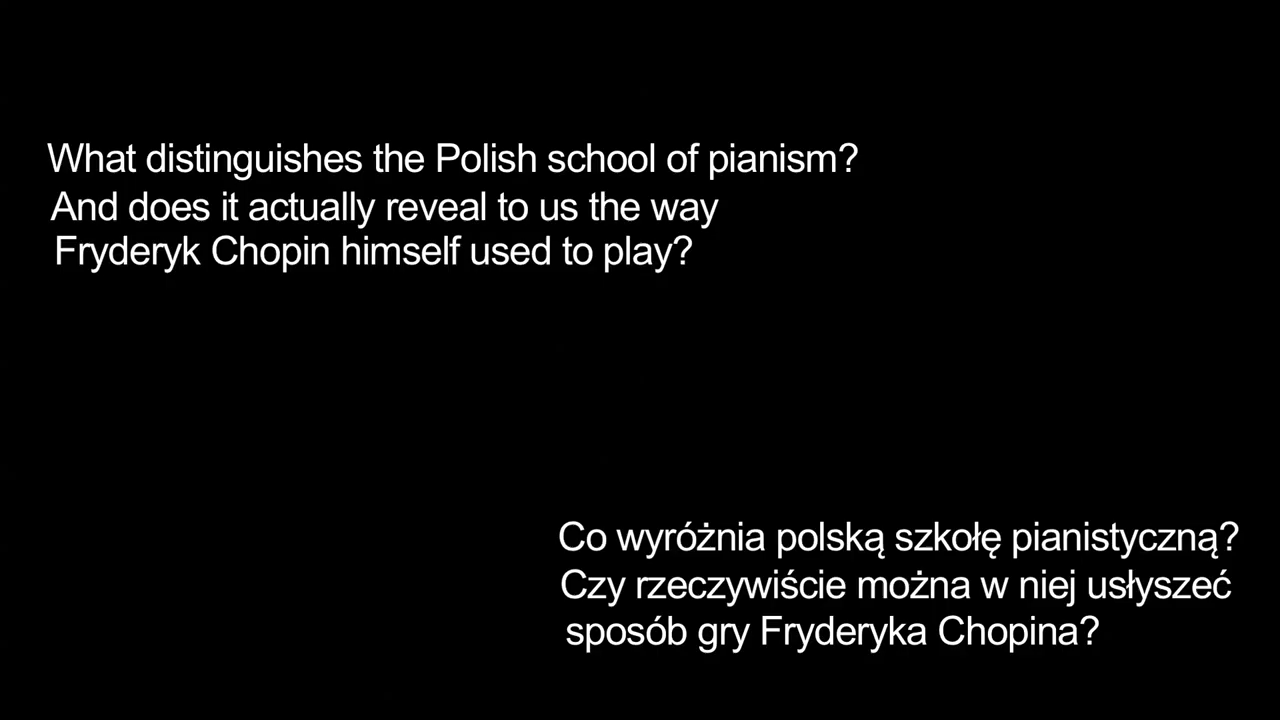 What distinguishes the Polish school of pianism?
And does it actually reveal to us the way
Fryderyk Chopin himself used to play?
Co wyróżnia polską szkołę pianistyczną?
Czy rzeczywiście można w niej usłyszeć
sposób gry Fryderyka Chopina?